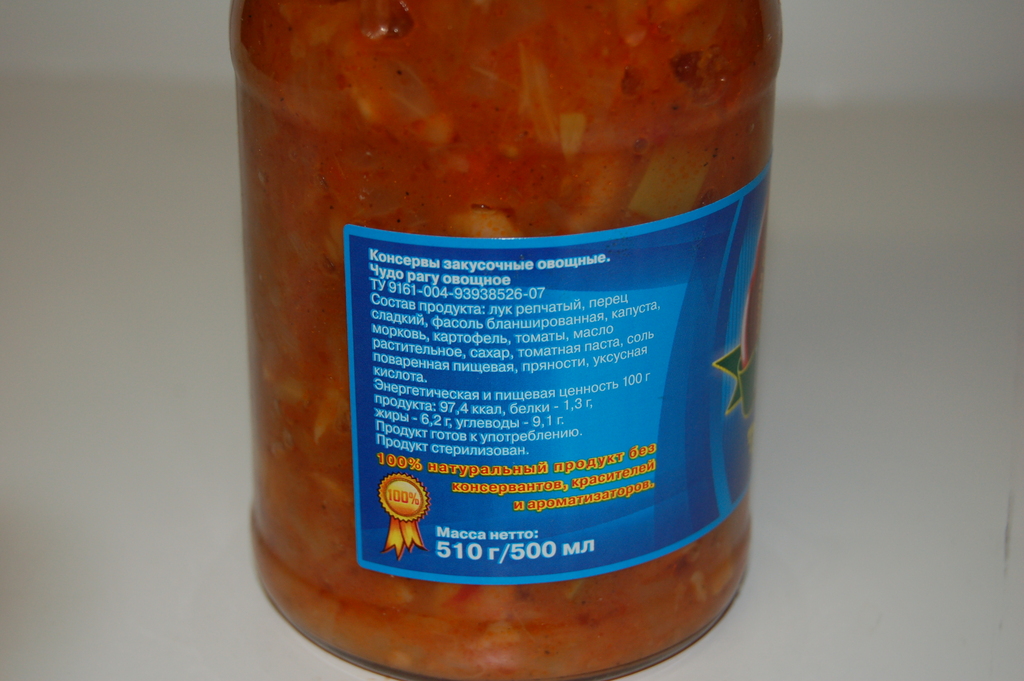 Консервы закусочные овощные.
Чудо рагу овощное
ТУ 9161-004-93938526-07
Состав продукта: лук репчатый, перец
сладкий, фасоль бланшированная, капуста,
морковь, картофель, томаты, масло
растительное, сахар, томатная паста, соль
поваренная пищевая, пряности, уксусная
кислота.
Энергетическая и пищевая ценность 100 г
продукта: 97,4 ккал, белки - 1,3 г,
жиры - 6,2 г, углеводы - 9,1 г.
Продукт готов к употреблению.
Продукт стерилизован.
100% натуральный продукт без
консервантов, красителей
и ароматизаторов.
100%
Масса нетто:
510 г/500 мл